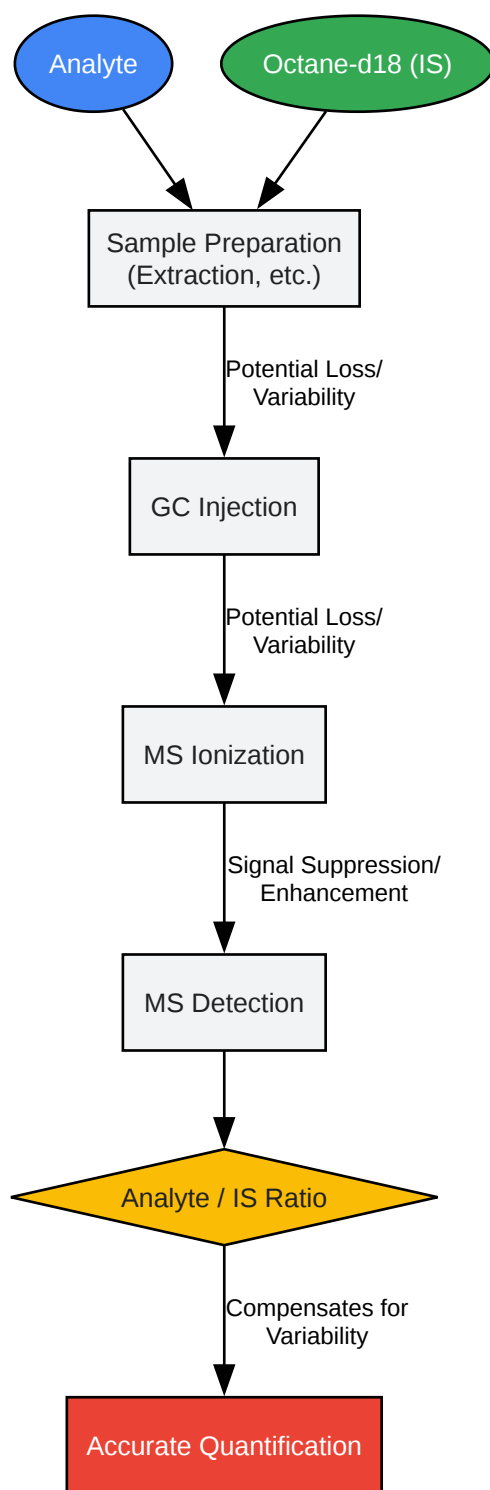 Analyte
Octane-d18 (IS)
Sample Preparation
(Extraction, etc.)
Potential Loss/
Variability
GC Injection
Potential Loss/
Variability
MS Ionization
Signal Suppression/
Enhancement
MS Detection
Analyte / IS Ratio
Compensates for
Variability
Accurate Quantification